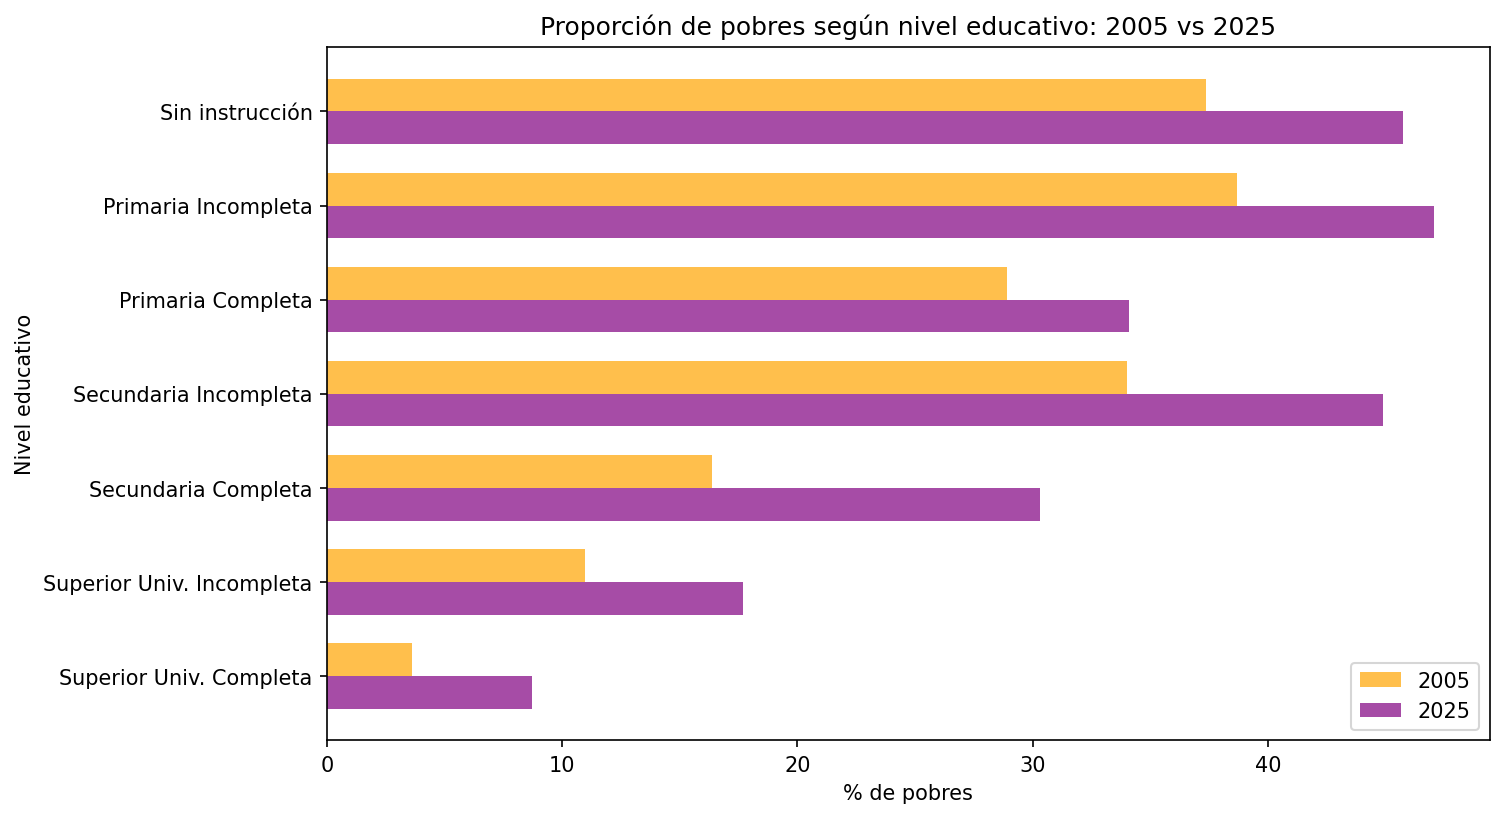 Proporción de pobres según nivel educativo: 2005 vs 2025
Nivel educativo
Sin instrucción
Primaria Incompleta
Primaria Completa
Secundaria Incompleta
Secundaria Completa
Superior Univ. Incompleta
Superior Univ. Completa
2005
2025
0 10 20 30 40
% de pobres